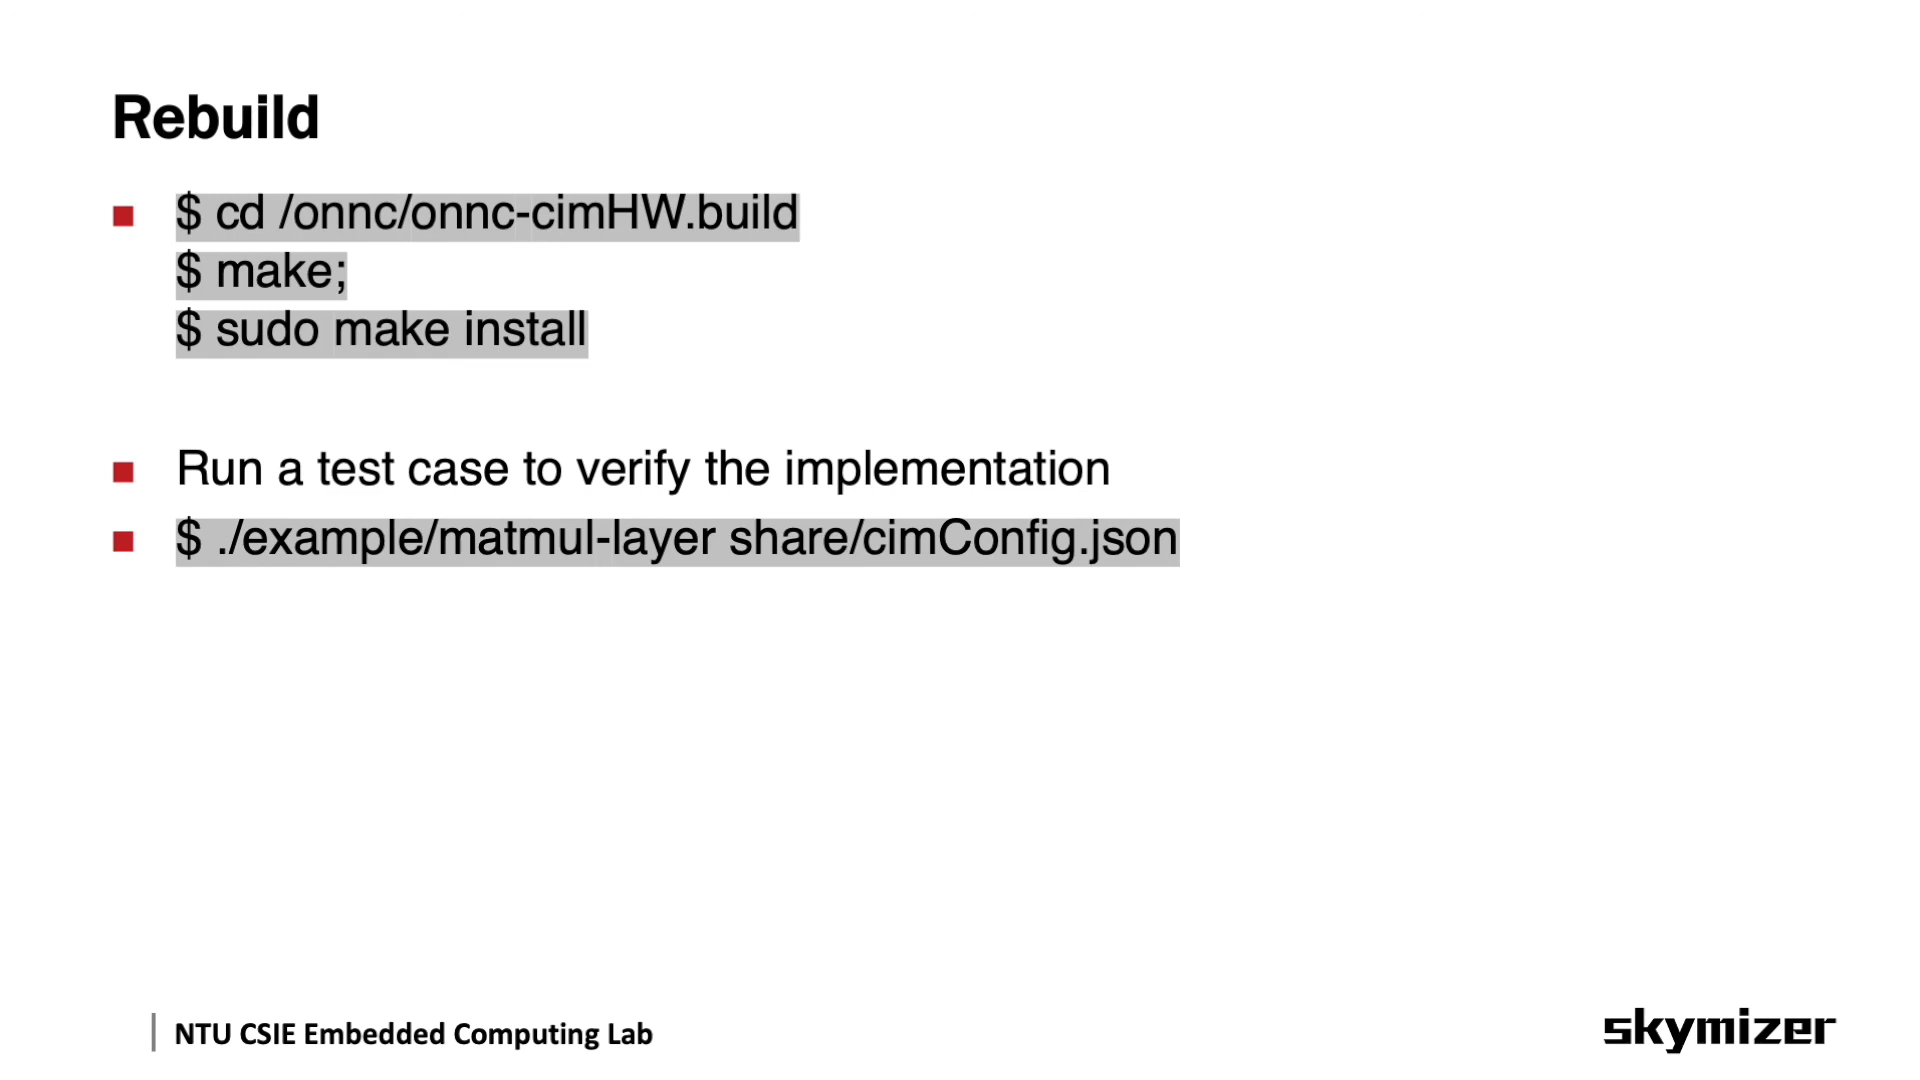 Rebuild
$ cd /onnc/onnc-cimHW.build
$ make;
$ sudo make install
Run a test case to verify the implementation
$ ./example/matmul-layer share/cimConfig.json
NTU CSIE Embedded Computing Lab
skymizer